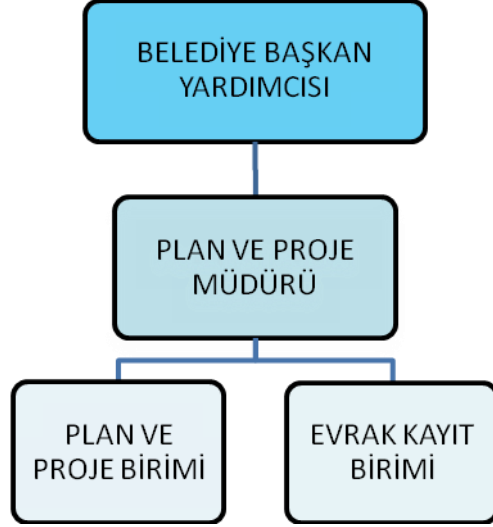 BELEDİYE BAŞKAN
YARDIMCISI
PLAN VE PROJE
MÜDÜRÜ
PLAN VE
PROJE BİRİMİ
EVRAK KAYIT
BİRİMİ